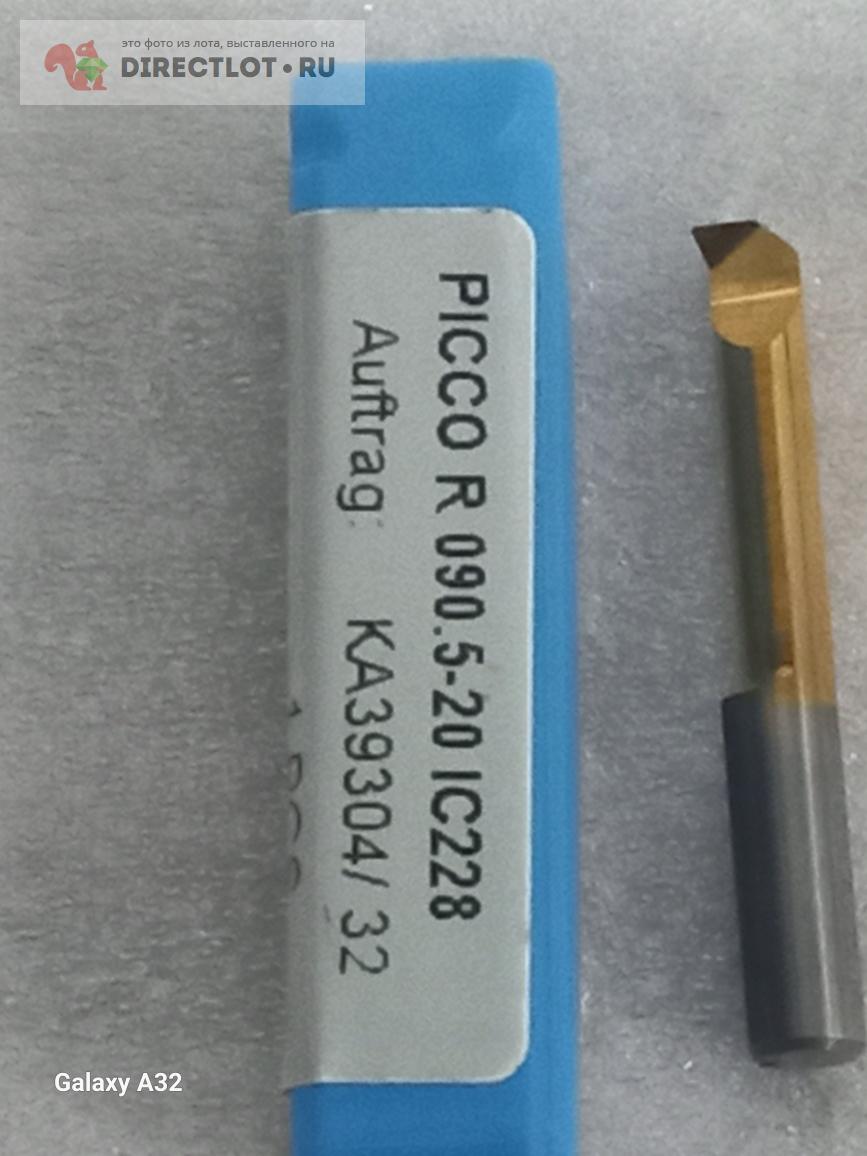 это фото из лота, выставленного на
DIRECTLOT•RU
PICCO R 090.5-20 IC228
Auftrag: KA39304/ 32
Galaxy A32